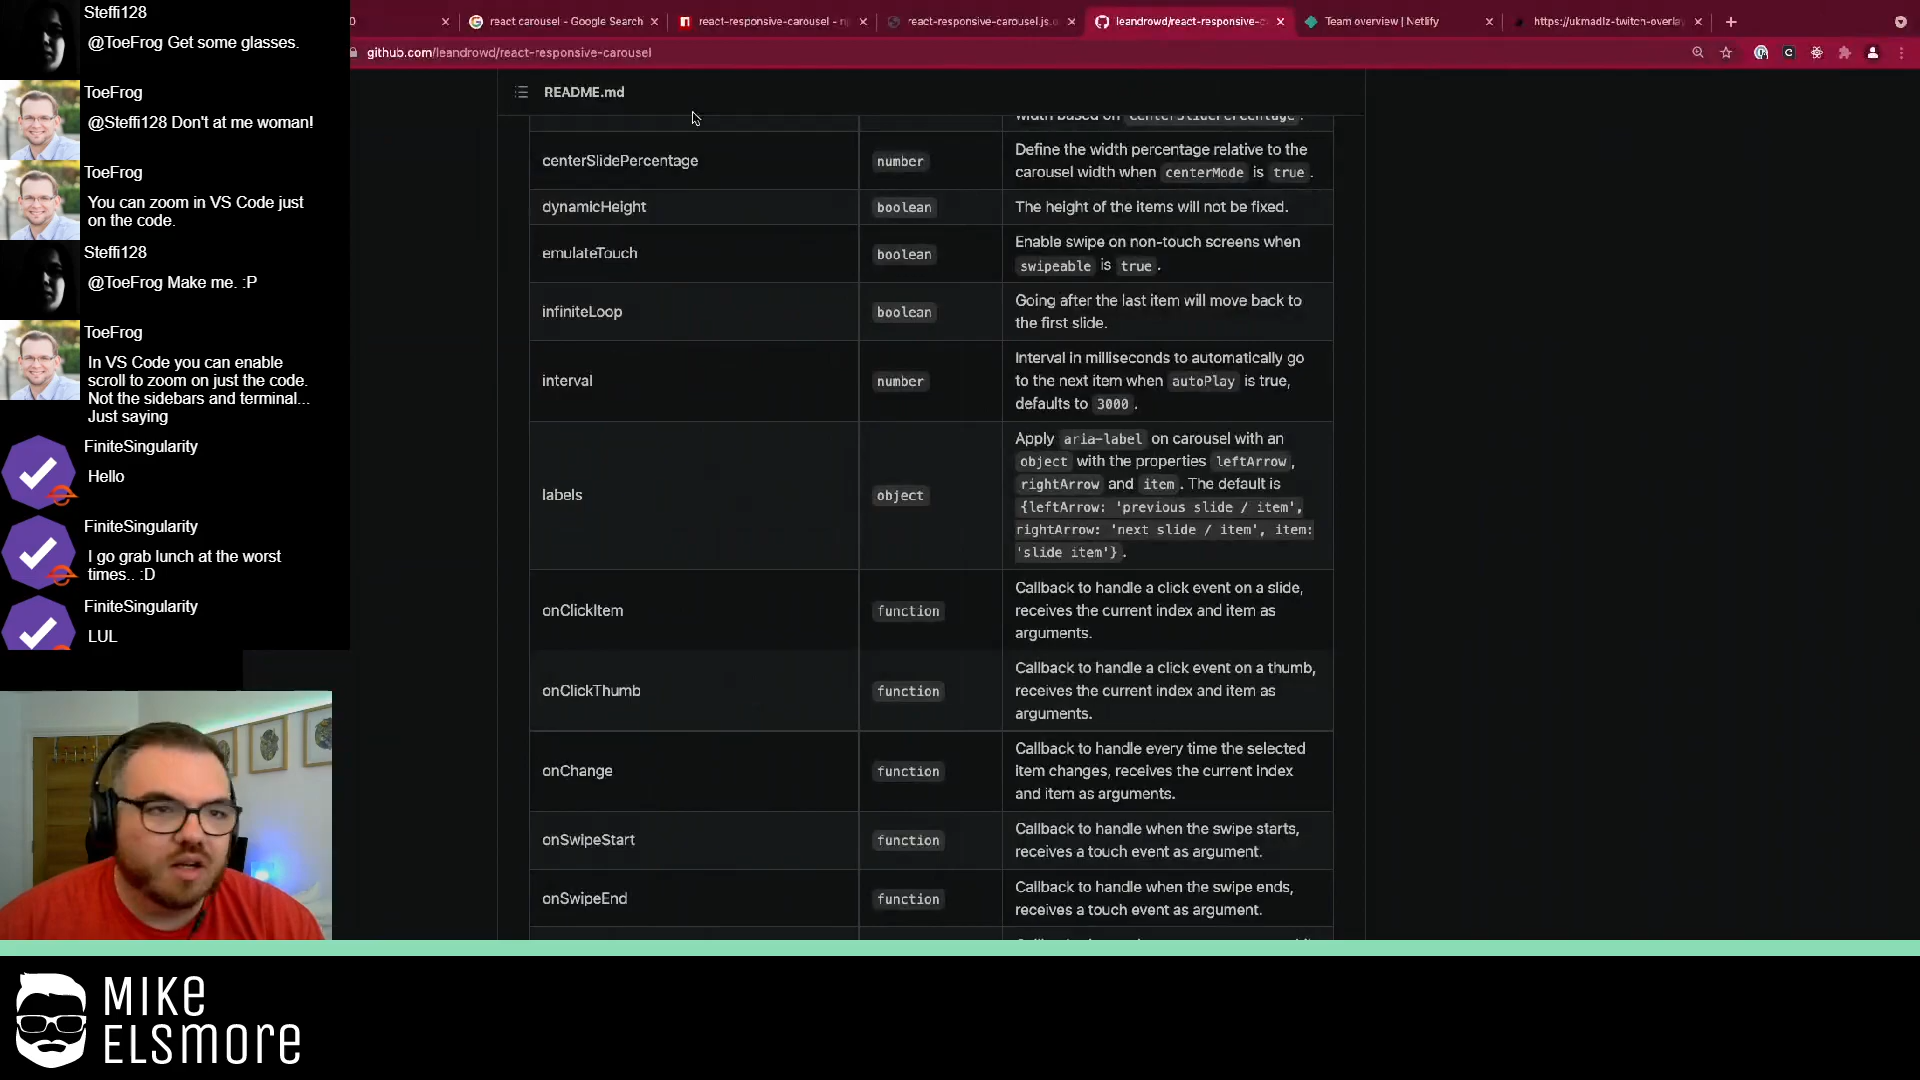 Steffi128
@ToeFrog Get some glasses.
ToeFrog
@Steffi128 Don't at me woman!
ToeFrog
You can zoom in VS Code just
on the code.
Steffi128
@ToeFrog Make me. :P
ToeFrog
In VS Code you can enable
scroll to zoom on just the code.
Not the sidebars and terminal...
Just saying
FiniteSingularity
Hello
FiniteSingularity
I go grab lunch at the worst
times.. :D
FiniteSingularity
LUL
react carousel - Google Search
react-responsive-carousel
react-responsive-carousel.js.
leandrowd/react-responsive-c
Team overview | Netlify
https://ukmadlz-twitch-overlay
github.com/leandrowd/react-responsive-carousel
README.md
width based on centerSlidePercentage.
centerSlidePercentage
number
Define the width percentage relative to the
carousel width when centerMode is true.
dynamicHeight
boolean
The height of the items will not be fixed.
emulateTouch
boolean
Enable swipe on non-touch screens when
swipeable is true.
infiniteLoop
boolean
Going after the last item will move back to
the first slide.
interval
number
Interval in milliseconds to automatically go
to the next item when autoPlay is true,
defaults to 3000.
labels
object
Apply aria-label on carousel with an
object with the properties leftArrow,
rightArrow and item. The default is
{leftArrow: 'previous slide / item',
rightArrow: 'next slide / item', item:
'slide item'}.
onClickItem
function
Callback to handle a click event on a slide,
receives the current index and item as
arguments.
onClickThumb
function
Callback to handle a click event on a thumb,
receives the current index and item as
arguments.
onChange
function
Callback to handle every time the selected
item changes, receives the current index
and item as arguments.
onSwipeStart
function
Callback to handle when the swipe starts,
receives a touch event as argument.
onSwipeEnd
function
Callback to handle when the swipe ends,
receives a touch event as argument.
MIKE
ELSMORE